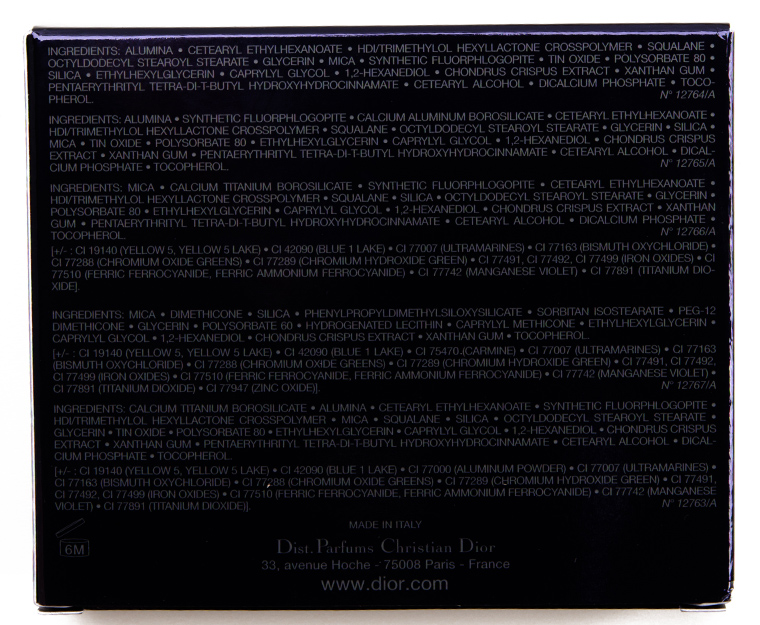 INGREDIENTS: ALUMINA • CETEARYL ETHYLHEXANOATE • HDI/TRIMETHYLOL HEXYLLACTONE CROSSPOLYMER • SQUALANE •
OCTYLDODECYL STEAROYL STEARATE • GLYCERIN • MICA • SYNTHETIC FLUORPHLOGOPITE • TIN OXIDE • POLYSORBATE 80 •
SILICA • ETHYLHEXYLGLYCERIN • CAPRYLYL GLYCOL • 1,2-HEXANEDIOL • CHONDRUS CRISPUS EXTRACT • XANTHAN GUM •
PENTAERYTHRITYL TETRA-DI-T-BUTYL HYDROXYHYDROCINNAMATE • CETEARYL ALCOHOL • DICALCIUM PHOSPHATE • TOCO-
PHEROL. N° 12764/A
INGREDIENTS: ALUMINA • SYNTHETIC FLUORPHLOGOPITE • CALCIUM ALUMINUM BOROSILICATE • CETEARYL ETHYLHEXANOATE •
HDI/TRIMETHYLOL HEXYLLACTONE CROSSPOLYMER • SQUALANE • OCTYLDODECYL STEAROYL STEARATE • GLYCERIN • SILICA •
MICA • TIN OXIDE • POLYSORBATE 80 • ETHYLHEXYLGLYCERIN • CAPRYLYL GLYCOL • 1,2-HEXANEDIOL • CHONDRUS CRISPUS
EXTRACT • XANTHAN GUM • PENTAERYTHRITYL TETRA-DI-T-BUTYL HYDROXYHYDROCINNAMATE • CETEARYL ALCOHOL • DICAL-
CIUM PHOSPHATE • TOCOPHEROL. N° 12765/A
INGREDIENTS: MICA • CALCIUM TITANIUM BOROSILICATE • SYNTHETIC FLUORPHLOGOPITE • CETEARYL ETHYLHEXANOATE •
HDI/TRIMETHYLOL HEXYLLACTONE CROSSPOLYMER • SQUALANE • SILICA • OCTYLDODECYL STEAROYL STEARATE • GLYCERIN •
POLYSORBATE 80 • ETHYLHEXYLGLYCERIN • CAPRYLYL GLYCOL • 1,2-HEXANEDIOL • CHONDRUS CRISPUS EXTRACT • XANTHAN
GUM • PENTAERYTHRITYL TETRA-DI-T-BUTYL HYDROXYHYDROCINNAMATE • CETEARYL ALCOHOL • DICALCIUM PHOSPHATE •
TOCOPHEROL. N° 12766/A
[+/- : CI 19140 (YELLOW 5, YELLOW 5 LAKE) • CI 42090 (BLUE 1 LAKE) • CI 77007 (ULTRAMARINES) • CI 77163 (BISMUTH OXYCHLORIDE) •
CI 77288 (CHROMIUM OXIDE GREENS) • CI 77289 (CHROMIUM HYDROXIDE GREEN) • CI 77491, CI 77492, CI 77499 (IRON OXIDES) • CI
77510 (FERRIC FERROCYANIDE, FERRIC AMMONIUM FERROCYANIDE) • CI 77742 (MANGANESE VIOLET) • CI 77891 (TITANIUM DIO-
XIDE].
INGREDIENTS: MICA • DIMETHICONE • SILICA • PHENYLPROPYLDIMETHYLSILOXYSILICATE • SORBITAN ISOSTEARATE • PEG-12
DIMETHICONE • GLYCERIN • POLYSORBATE 60 • HYDROGENATED LECITHIN • CAPRYLYL METHICONE • ETHYLHEXYLGLYCERIN •
CAPRYLYL GLYCOL • 1,2-HEXANEDIOL • CHONDRUS CRISPUS EXTRACT • XANTHAN GUM • TOCOPHEROL.
[+/- : CI 19140 (YELLOW 5, YELLOW 5 LAKE) • CI 42090 (BLUE 1 LAKE) • CI 75470 (CARMINE) • CI 77007 (ULTRAMARINES) • CI 77163
(BISMUTH OXYCHLORIDE) • CI 77288 (CHROMIUM OXIDE GREENS) • CI 77289 (CHROMIUM HYDROXIDE GREEN) • CI 77491, CI 77492,
CI 77499 (IRON OXIDES) • CI 77510 (FERRIC FERROCYANIDE, FERRIC AMMONIUM FERROCYANIDE) • CI 77742 (MANGANESE VIOLET) •
CI 77891 (TITANIUM DIOXIDE) • CI 77947 (ZINC OXIDE)]. N° 12767/A
INGREDIENTS: CALCIUM TITANIUM BOROSILICATE • ALUMINA • CETEARYL ETHYLHEXANOATE • SYNTHETIC FLUORPHLOGOPITE •
HDI/TRIMETHYLOL HEXYLLACTONE CROSSPOLYMER • MICA • SQUALANE • SILICA • OCTYLDODECYL STEAROYL STEARATE •
GLYCERIN • TIN OXIDE • POLYSORBATE 80 • ETHYLHEXYLGLYCERIN • CAPRYLYL GLYCOL • 1,2-HEXANEDIOL • CHONDRUS CRISPUS
EXTRACT • XANTHAN GUM • PENTAERYTHRITYL TETRA-DI-T-BUTYL HYDROXYHYDROCINNAMATE • CETEARYL ALCOHOL • DICAL-
CIUM PHOSPHATE • TOCOPHEROL.
[+/- : CI 19140 (YELLOW 5, YELLOW 5 LAKE) • CI 42090 (BLUE 1 LAKE) • CI 77000 (ALUMINUM POWDER) • CI 77007 (ULTRAMARINES) •
CI 77163 (BISMUTH OXYCHLORIDE) • CI 77288 (CHROMIUM OXIDE GREENS) • CI 77289 (CHROMIUM HYDROXIDE GREEN) • CI 77491,
CI 77492, CI 77499 (IRON OXIDES) • CI 77510 (FERRIC FERROCYANIDE, FERRIC AMMONIUM FERROCYANIDE) • CI 77742 (MANGANESE
VIOLET) • CI 77891 (TITANIUM DIOXIDE)]. N° 12763/A
MADE IN ITALY
6M
Dist. Parfums Christian Dior
33, avenue Hoche - 75008 Paris - France
www.dior.com